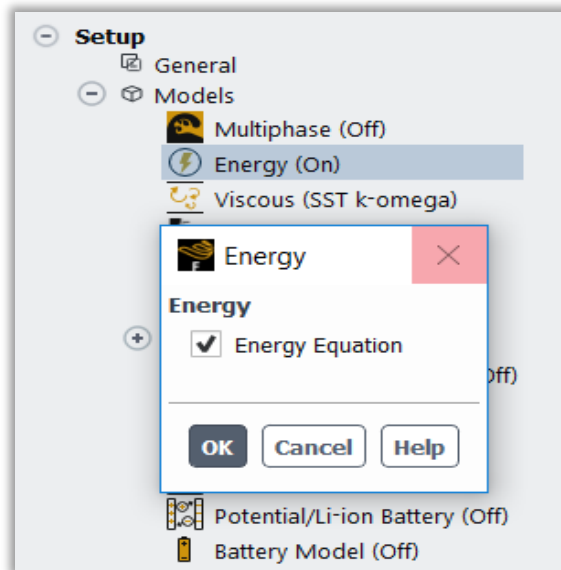 Setup
General
Models
Multiphase (Off)
Energy (On)
Viscous (SST k-omega)
Energy
Energy
Energy Equation
Off)
OK Cancel Help
Potential/Li-ion Battery (Off)
Battery Model (Off)